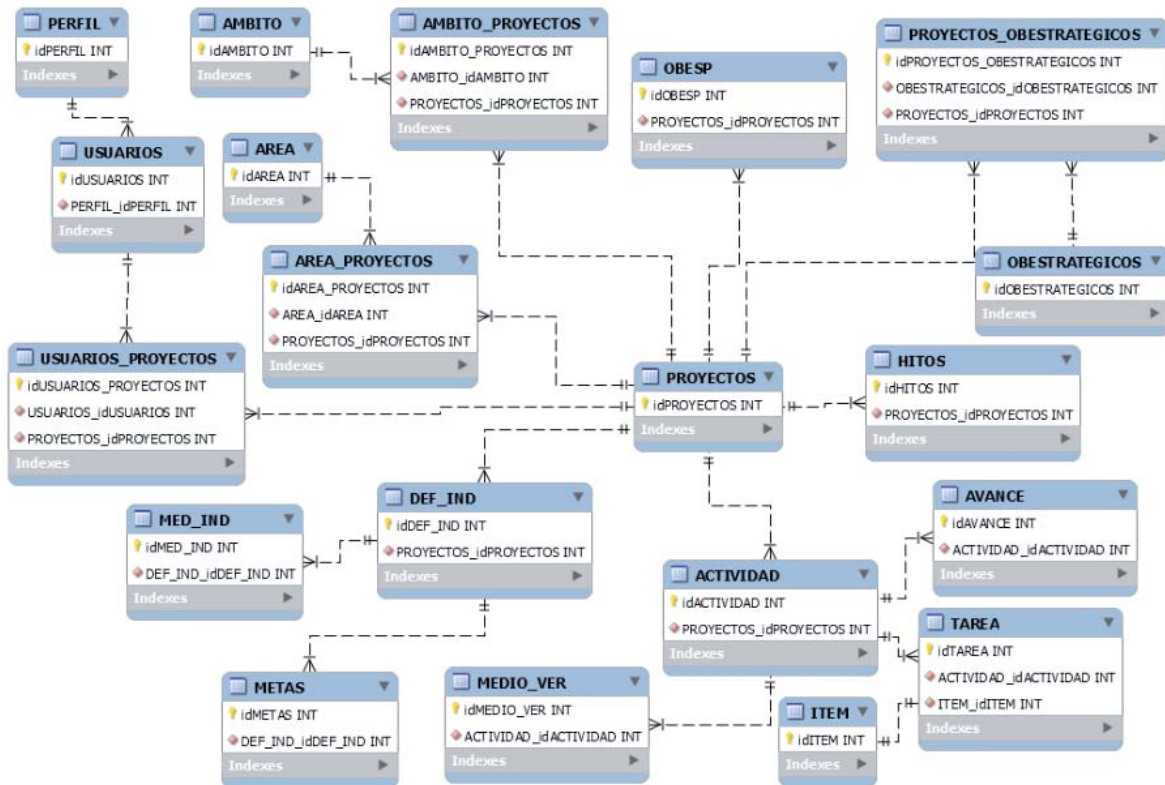 PERFIL
idPERFIL INT
Indexes
AMBITO
idAMBITO INT
Indexes
AMBITO_PROYECTOS
idAMBITO_PROYECTOS INT
AMBITO_idAMBITO INT
PROYECTOS_idPROYECTOS INT
Indexes
OBESP
idOBESP INT
PROYECTOS_idPROYECTOS INT
Indexes
PROYECTOS_OBESTRATEGICOS
idPROYECTOS_OBESTRATEGICOS INT
OBESTRATEGICOS_idOBESTRATEGICOS INT
PROYECTOS_idPROYECTOS INT
Indexes
USUARIOS
idUSUARIOS INT
PERFIL_idPERFIL INT
Indexes
AREA
idAREA INT
Indexes
AREA_PROYECTOS
idAREA_PROYECTOS INT
AREA_idAREA INT
PROYECTOS_idPROYECTOS INT
Indexes
OBESTRATEGICOS
idOBESTRATEGICOS INT
Indexes
USUARIOS_PROYECTOS
idUSUARIOS_PROYECTOS INT
USUARIOS_idUSUARIOS INT
PROYECTOS_idPROYECTOS INT
Indexes
PROYECTOS
idPROYECTOS INT
Indexes
HITOS
idHITOS INT
PROYECTOS_idPROYECTOS INT
Indexes
MED_IND
idMED_IND INT
DEF_IND_idDEF_IND INT
Indexes
DEF_IND
idDEF_IND INT
PROYECTOS_idPROYECTOS INT
Indexes
AVANCE
idAVANCE INT
ACTIVIDAD_idACTIVIDAD INT
Indexes
ACTIVIDAD
idACTIVIDAD INT
PROYECTOS_idPROYECTOS INT
Indexes
TAREA
idTAREA INT
ACTIVIDAD_idACTIVIDAD INT
ITEM_idITEM INT
Indexes
METAS
idMETAS INT
DEF_IND_idDEF_IND INT
Indexes
MEDIO_VER
idMEDIO_VER INT
ACTIVIDAD_idACTIVIDAD INT
Indexes
ITEM
idITEM INT
Indexes